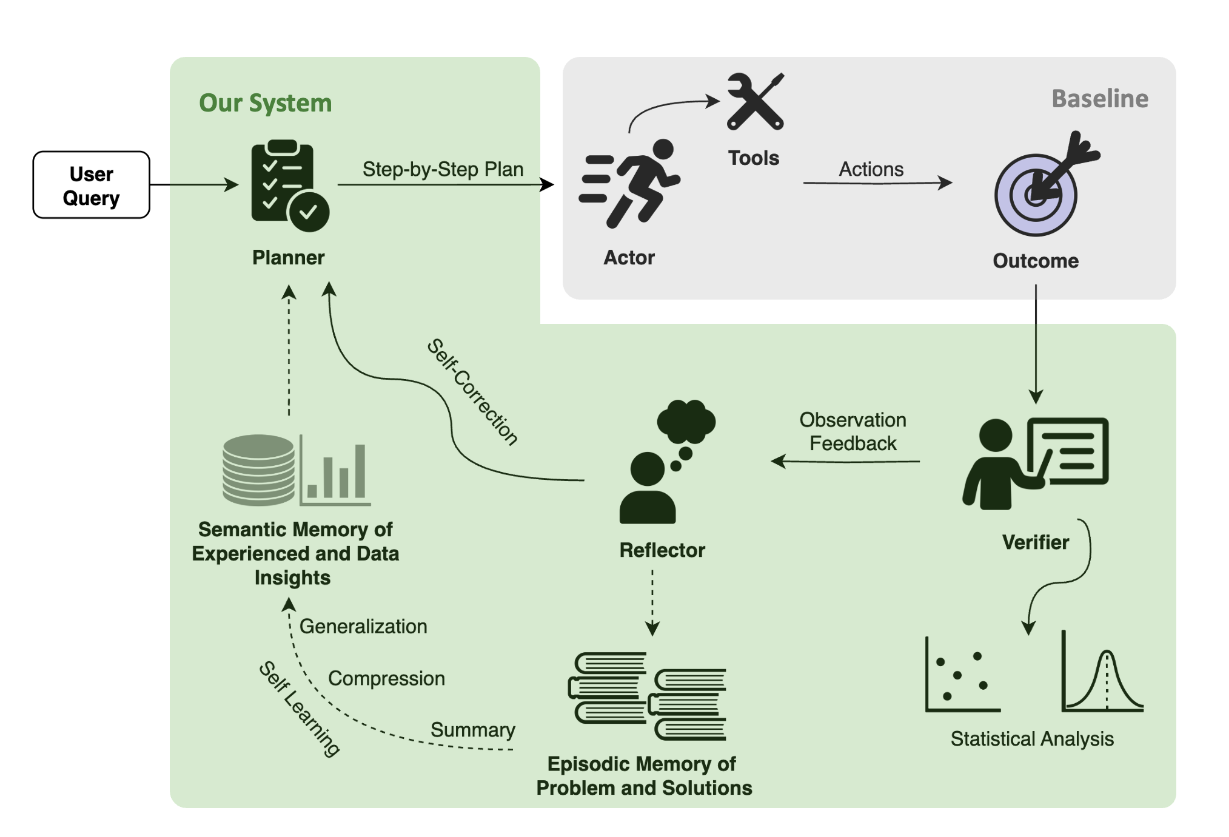 Our System
Baseline
User
Query
Step-by-Step Plan
Tools
Actions
Planner
Actor
Outcome
Self-Correction
Observation
Feedback
Semantic Memory of
Experienced and Data
Insights
Reflector
Verifier
Generalization
Compression
Summary
Self Learning
Statistical Analysis
Episodic Memory of
Problem and Solutions